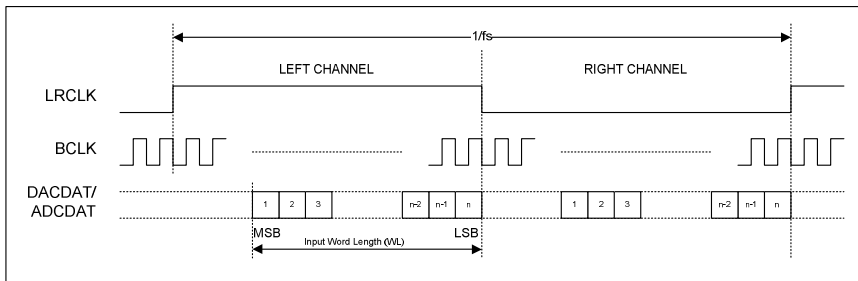 1/fs
LEFT CHANNEL
RIGHT CHANNEL
LRCLK
BCLK
DACDAT/
ADCDAT
1 2 3 n-2 n-1 n 1 2 3 n-2 n-1 n
MSB LSB
Input Word Length (WL)